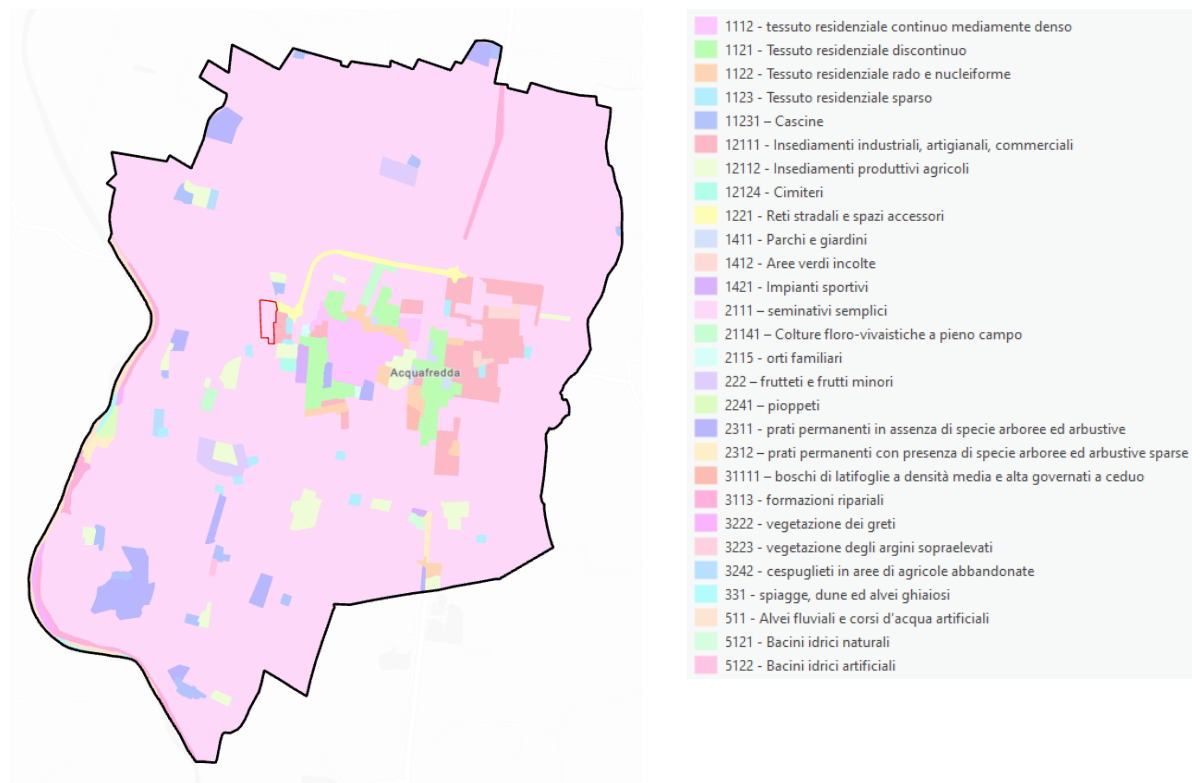 Acquafredda
1112 - tessuto residenziale continuo mediamente denso
1121 - Tessuto residenziale discontinuo
1122 - Tessuto residenziale rado e nucleiforme
1123 - Tessuto residenziale sparso
11231 – Cascine
12111 - Insediamenti industriali, artigianali, commerciali
12112 - Insediamenti produttivi agricoli
12124 - Cimiteri
1221 - Reti stradali e spazi accessori
1411 - Parchi e giardini
1412 - Aree verdi incolte
1421 - Impianti sportivi
2111 – seminativi semplici
21141 – Colture floro-vivaistiche a pieno campo
2115 - orti familiari
222 – frutteti e frutti minori
2241 – pioppeti
2311 - prati permanenti in assenza di specie arboree ed arbustive
2312 – prati permanenti con presenza di specie arboree ed arbustive sparse
31111 – boschi di latifoglie a densità media e alta governati a ceduo
3113 - formazioni ripariali
3222 - vegetazione dei greti
3223 - vegetazione degli argini sopraelevati
3242 - cespuglieti in aree di agricole abbandonate
331 - spiagge, dune ed alvei ghiaiosi
511 - Alvei fluviali e corsi d'acqua artificiali
5121 - Bacini idrici naturali
5122 - Bacini idrici artificiali